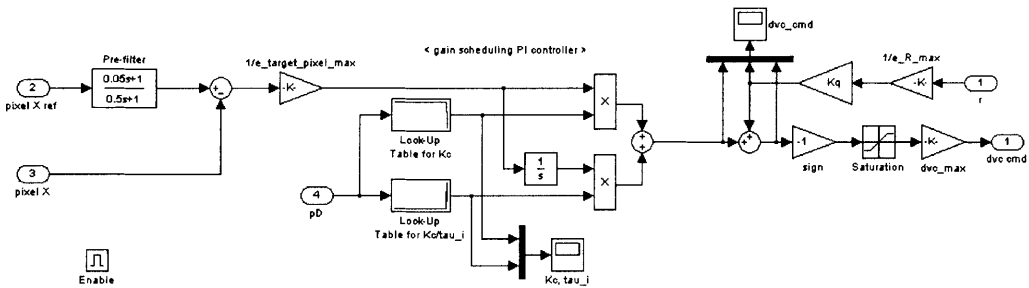 dvc_cmd
Pre-filter
< gain scheduling PI controller >
1/e_target_pixel_max
1/e_R_max
2
0.05s+1
0.5s+1
+
-
-K-
X
Kq
-K-
1
pixel X ref
r
Look-Up
Table for Kc
+
+
+
+
-1
-K-
1
sign
Saturation
dvc_max
dvc cmd
3
pixel X
1
s
X
4
pD
Look-Up
Table for Kc/tau_i
Enable
Kc, tau_i